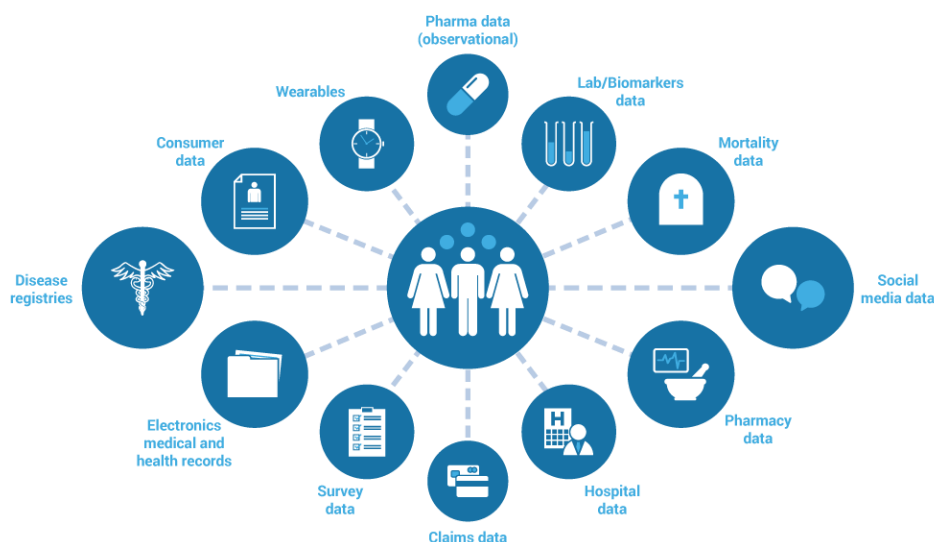 Pharma data
(observational)
Wearables
Lab/Biomarkers
data
Consumer
data
Mortality
data
Disease
registries
Social
media data
Electronics
medical and
health records
Pharmacy
data
Survey
data
Hospital
data
Claims data
H